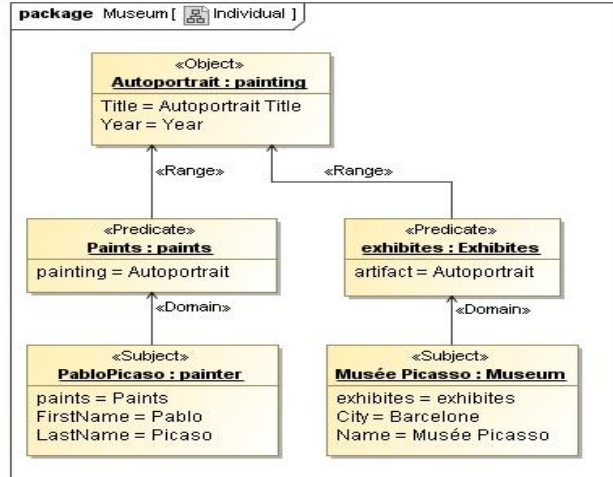 package Museum [ Individual ]
«Object»
Autoportrait : painting
Title = Autoportrait Title
Year = Year
«Range»
«Range»
«Predicate»
Paints : paints
painting = Autoportrait
«Predicate»
exhibites : Exhibites
artifact = Autoportrait
«Domain»
«Domain»
«Subject»
PabloPicaso : painter
paints = Paints
FirstName = Pablo
LastName = Picaso
«Subject»
Musée Picasso : Museum
exhibites = exhibites
City = Barcelone
Name = Musée Picasso